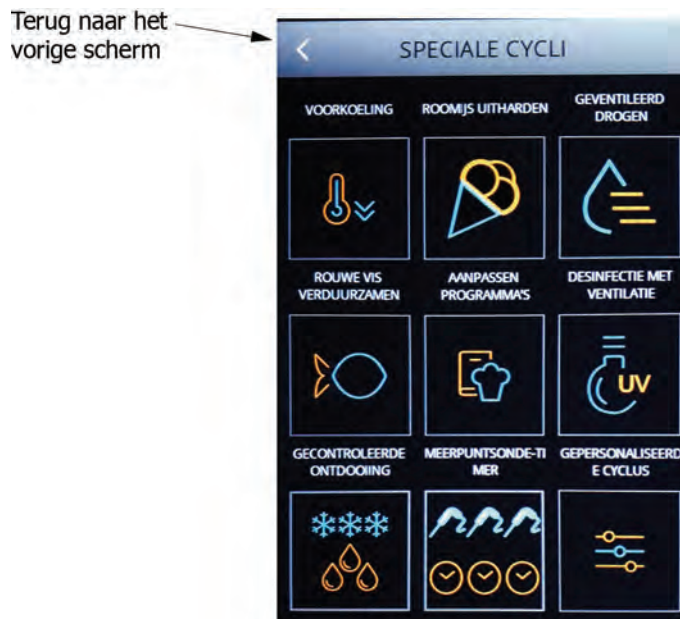 Terug naar het
vorige scherm
SPECIALE CYCLI
VOORKOELING
ROOMIJS UITHARDEN
GEVENTILEERD
DROGEN
ROUWE VIS
VERDUURZAMEN
AANPASSEN
PROGRAMMA'S
DESINFECTIE MET
VENTILATIE
UV
GECONTROLEERDE
ONTDOOIING
MEERPUNTSONDE-TI
MER
GEPERSONALISEERD
E CYCLUS